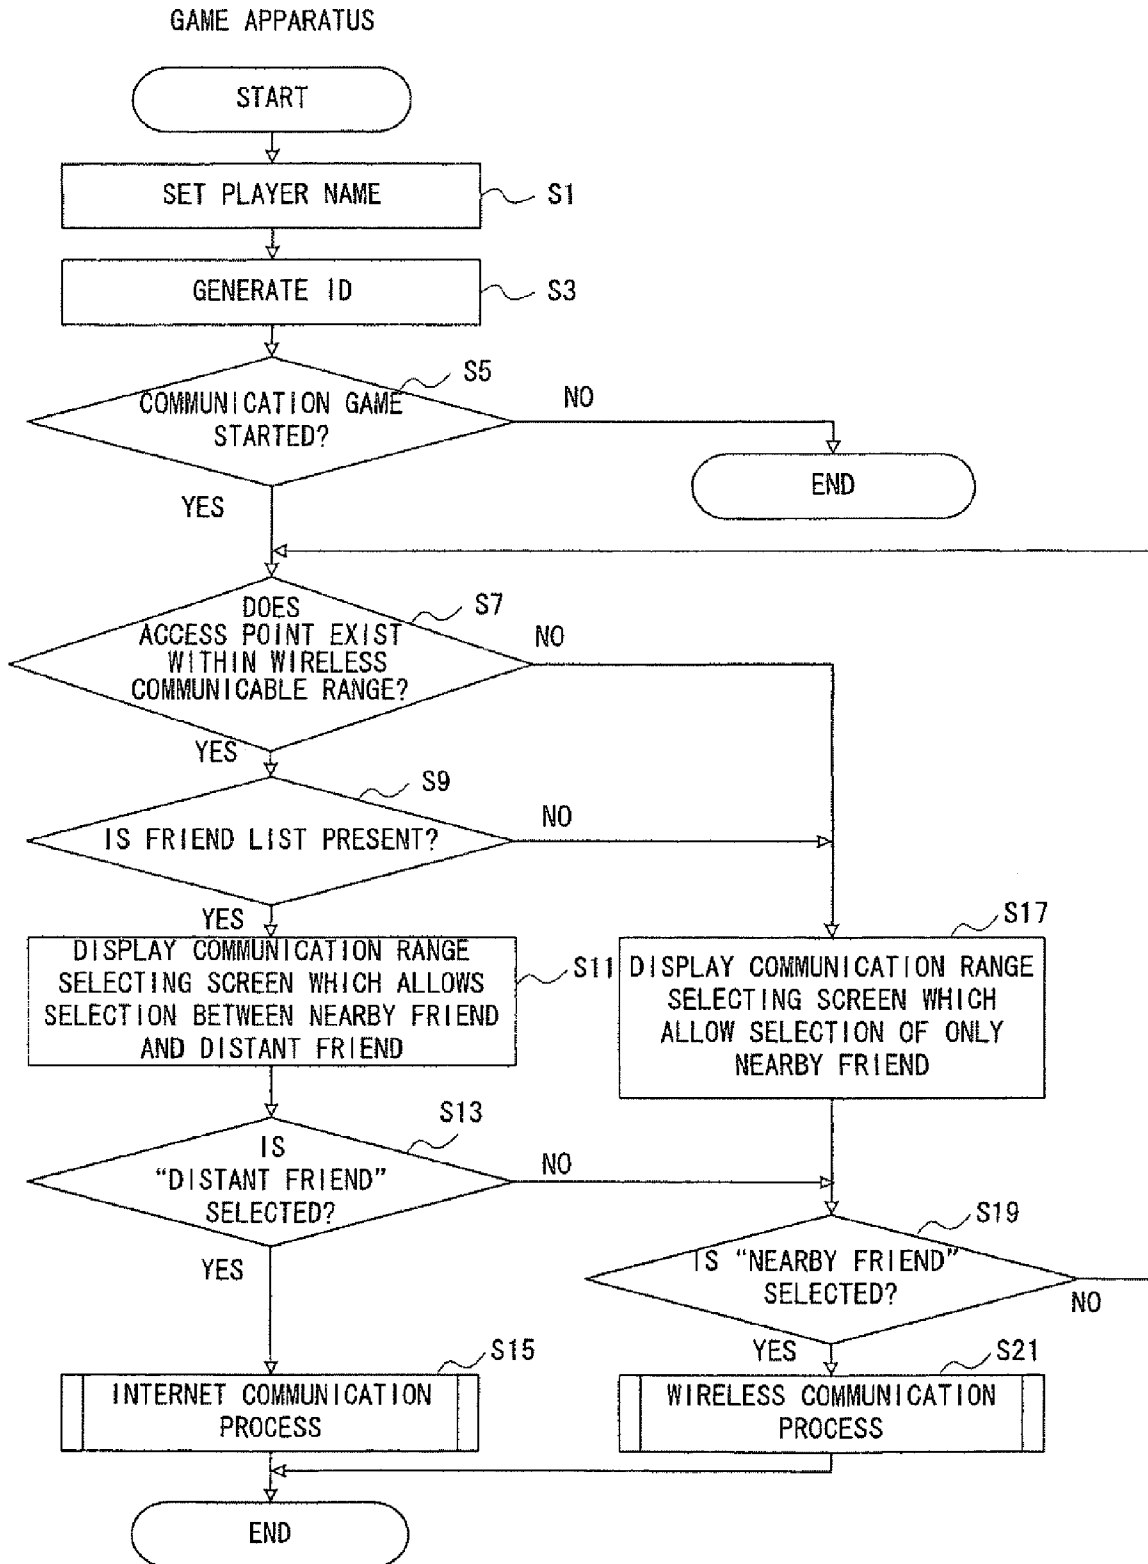 GAME APPARATUS
START
SET PLAYER NAME
S1
GENERATE ID
S3
S5
COMMUNICATION GAME
STARTED?
NO
END
YES
S7
DOES
ACCESS POINT EXIST
WITHIN WIRELESS
COMMUNICABLE RANGE?
NO
YES
S9
IS FRIEND LIST PRESENT?
NO
YES
S17
DISPLAY COMMUNICATION RANGE
SELECTING SCREEN WHICH ALLOWS
SELECTION BETWEEN NEARBY FRIEND
AND DISTANT FRIEND
S11
DISPLAY COMMUNICATION RANGE
SELECTING SCREEN WHICH
ALLOW SELECTION OF ONLY
NEARBY FRIEND
S13
IS
“DISTANT FRIEND”
SELECTED?
NO
YES
S19
IS “NEARBY FRIEND”
SELECTED?
NO
YES
S15
INTERNET COMMUNICATION
PROCESS
S21
WIRELESS COMMUNICATION
PROCESS
END